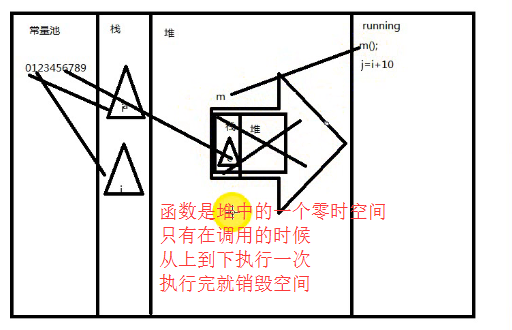 常量池
栈
堆
running
m();
j=i+10
0123456789
m
栈
堆
i
函数是堆中的一个零时空间
只有在调用的时候
从上到下执行一次
执行完就销毁空间